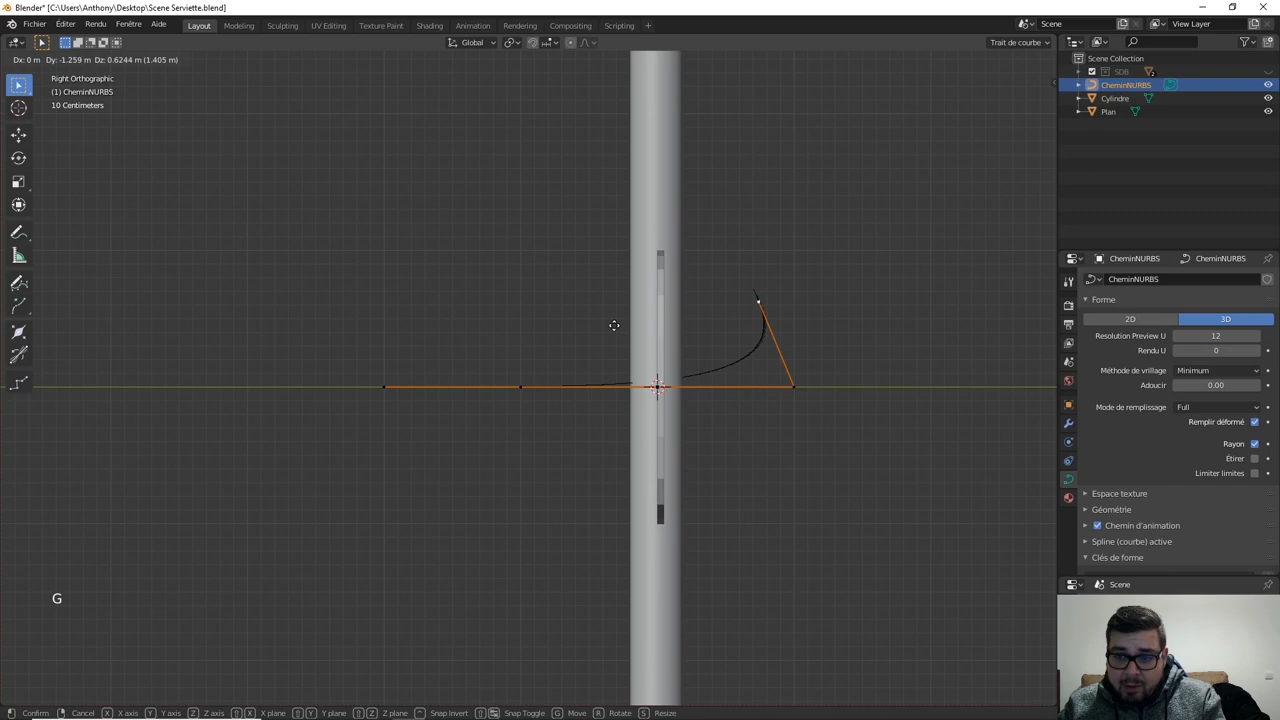 Blender* [C:\Users\Anthony\Desktop\Scene Serviette.blend]
Fichier Éditer Rendu Fenêtre Aide Layout Modeling Sculpting UV Editing Texture Paint Shading Animation Rendering Compositing Scripting + Scene View Layer
Global Trait de courbe
Dx: 0 m Dy: -1.259 m Dz: 0.6244 m (1.405 m)
Scene Collection
SDB
Right Orthographic
(1) CheminNURBS
CheminNURBS
10 Centimeters
Cylindre
Plan
CheminNURBS CheminNURBS
CheminNURBS
Forme
2D 3D
Resolution Preview U 12
Rendu U 0
Méthode de vrillage Minimum
Adoucir 0.00
Mode de remplissage Full
Remplir déformé
Rayon
Étirer
Limiter limites
Espace texture
Géométrie
Chemin d'animation
Spline (courbe) active
Clés de forme
Scene
G
Confirm Cancel X X axis Y Y axis Z Z axis X X plane Y Y plane Z Z plane Snap Invert Snap Toggle G Move R Rotate S Resize